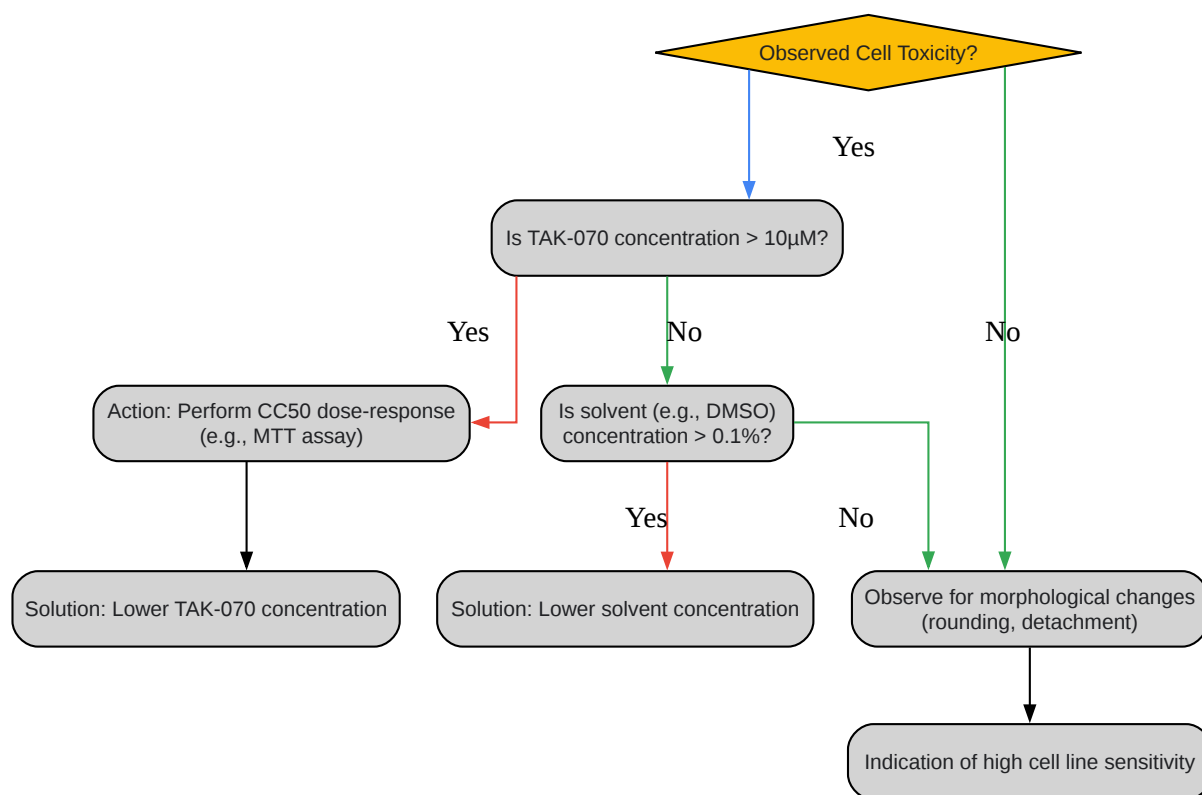 Observed Cell Toxicity?
Yes
Is TAK-070 concentration > 10µM?
Yes
No
No
Action: Perform CC50 dose-response
(e.g., MTT assay)
Is solvent (e.g., DMSO)
concentration > 0.1%?
Yes
No
Solution: Lower TAK-070 concentration
Solution: Lower solvent concentration
Observe for morphological changes
(rounding, detachment)
Indication of high cell line sensitivity